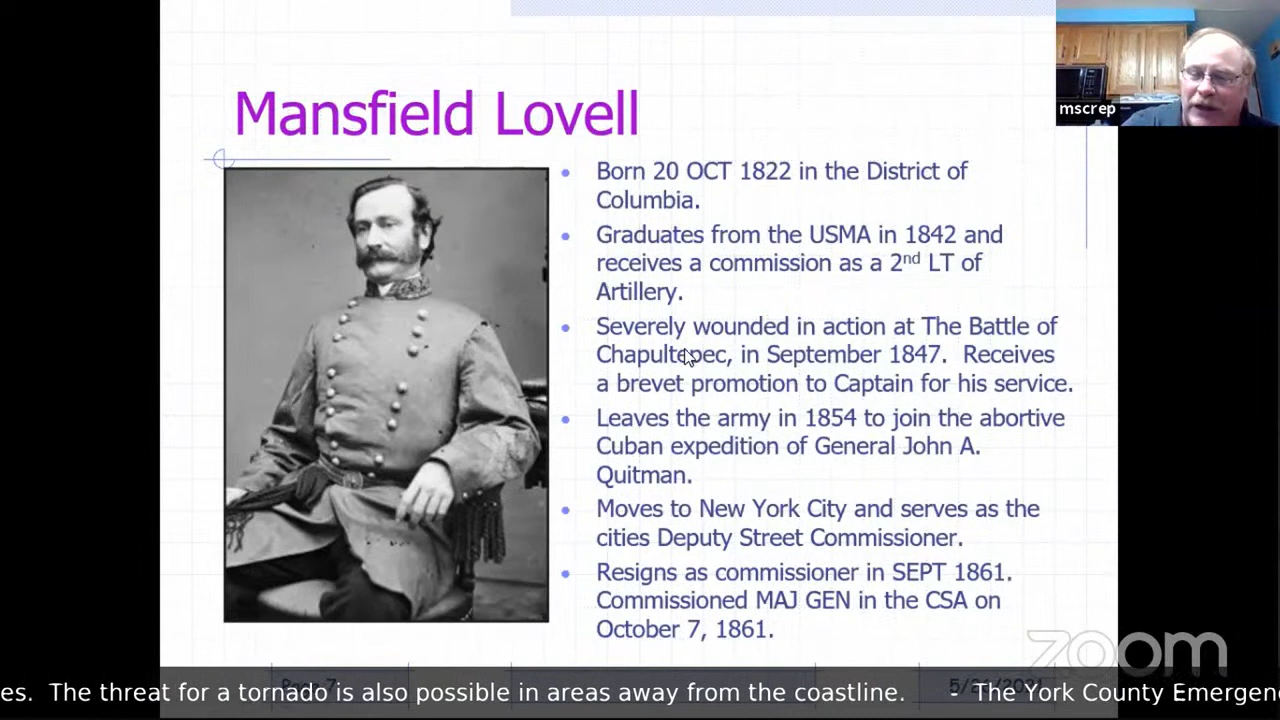 Mansfield Lovell
mscrep
Born 20 OCT 1822 in the District of
Columbia.
Graduates from the USMA in 1842 and
receives a commission as a 2nd LT of
Artillery.
Severely wounded in action at The Battle of
Chapultepec, in September 1847.  Receives
a brevet promotion to Captain for his service.
Leaves the army in 1854 to join the abortive
Cuban expedition of General John A.
Quitman.
Moves to New York City and serves as the
cities Deputy Street Commissioner.
Resigns as commissioner in SEPT 1861.
Commissioned MAJ GEN in the CSA on
October 7, 1861.
zoom
es.  The threat for a tornado is also possible in areas away from the coastline.     -  The York County Emergenc
Page 7